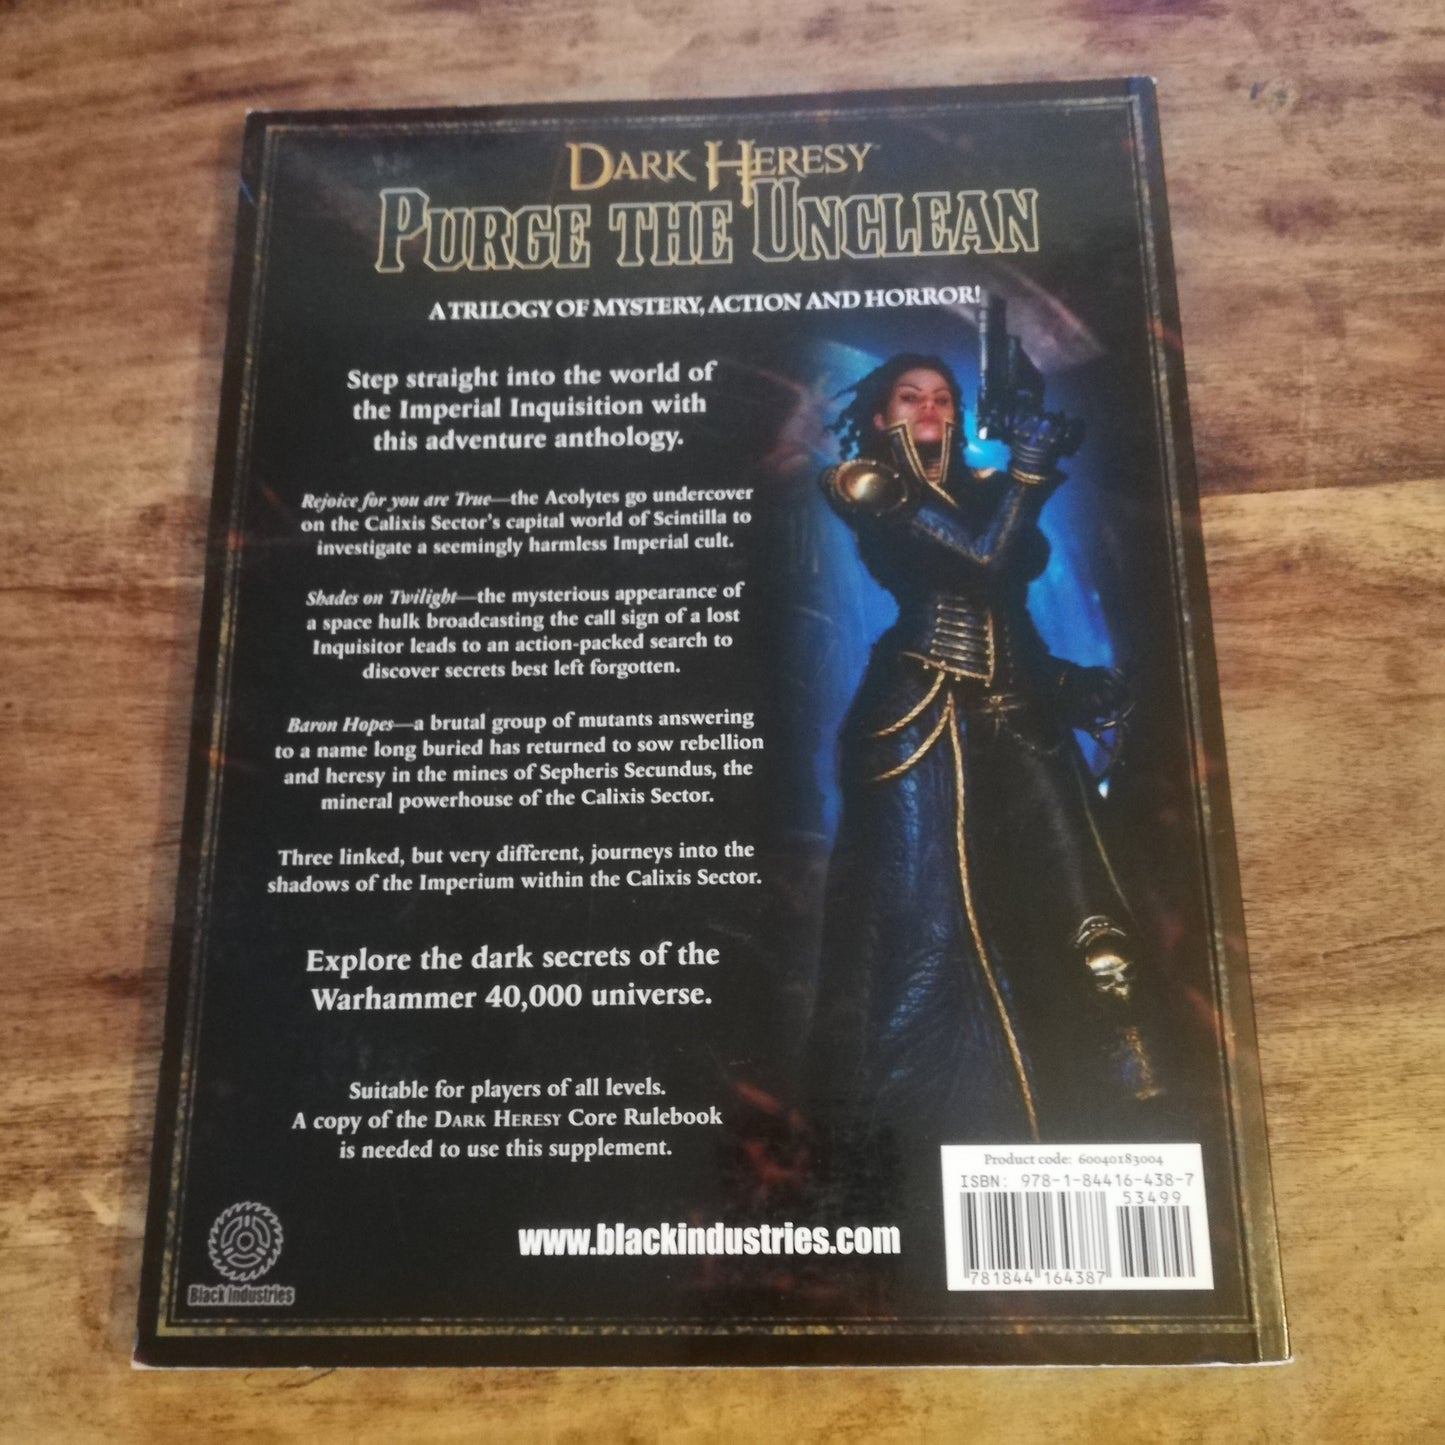 DARK HERESY™
PURGE THE UNCLEAN
A TRILOGY OF MYSTERY, ACTION AND HORROR!
Step straight into the world of
the Imperial Inquisition with
this adventure anthology.
Rejoice for you are True—the Acolytes go undercover
on the Calixis Sector's capital world of Scintilla to
investigate a seemingly harmless Imperial cult.
Shades on Twilight—the mysterious appearance of
a space hulk broadcasting the call sign of a lost
Inquisitor leads to an action-packed search to
discover secrets best left forgotten.
Baron Hopes—a brutal group of mutants answering
to a name long buried has returned to sow rebellion
and heresy in the mines of Sepheris Secundus, the
mineral powerhouse of the Calixis Sector.
Three linked, but very different, journeys into the
shadows of the Imperium within the Calixis Sector.
Explore the dark secrets of the
Warhammer 40,000 universe.
Suitable for players of all levels.
A copy of the DARK HERESY Core Rulebook
is needed to use this supplement.
Product code: 60040183004
ISBN: 978-1-84416-438-7
53499
9 781844 164387
www.blackindustries.com
Black Industries